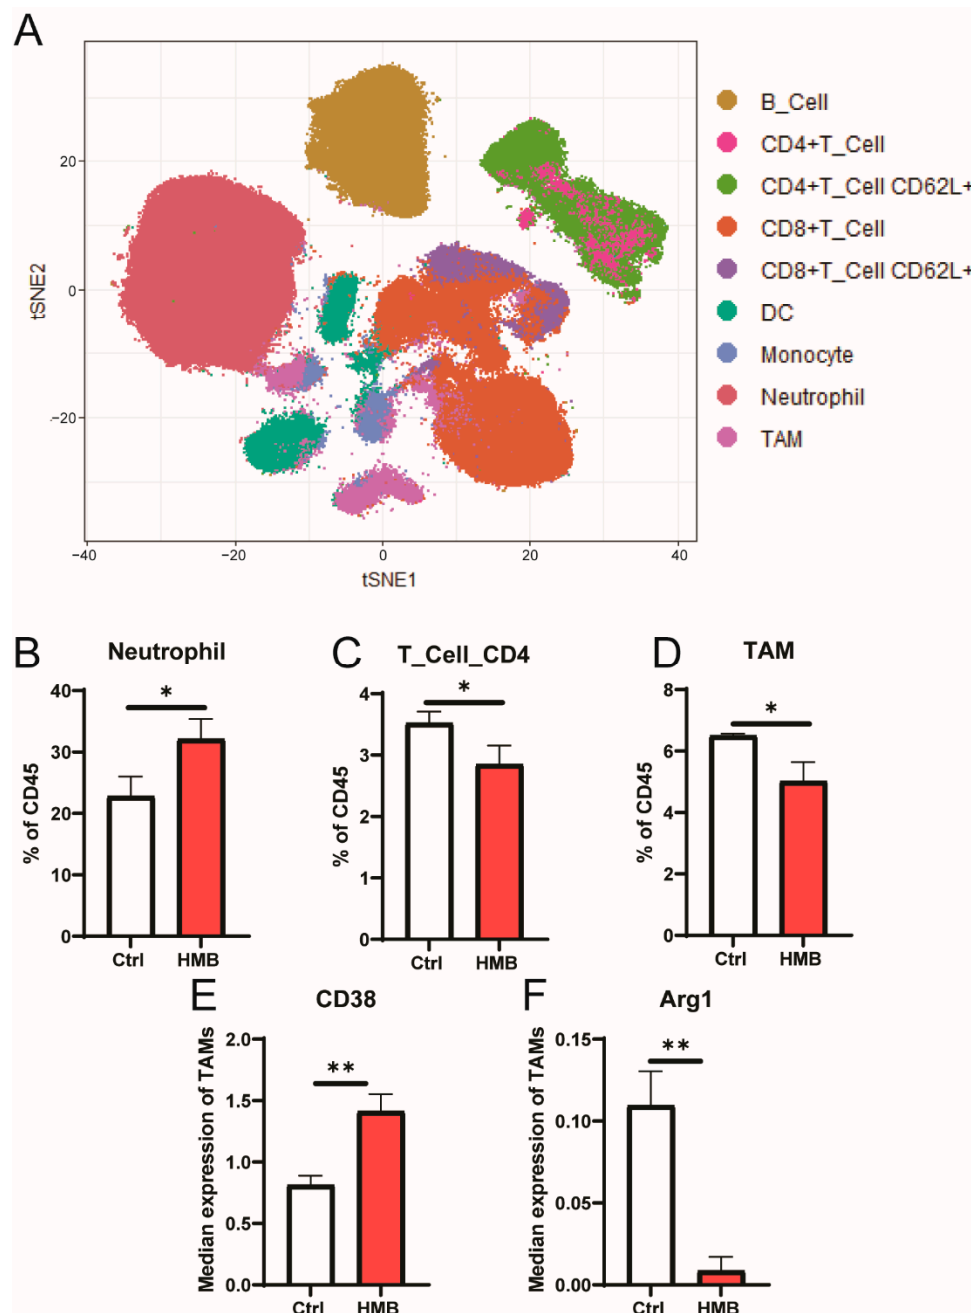 A
B_Cell
CD4+T_Cell
CD4+T_Cell CD62L+
CD8+T_Cell
CD8+T_Cell CD62L+
DC
Monocyte
Neutrophil
TAM
tSNE2
20
0
-20
-40
-20
0
20
40
tSNE1
B
Neutrophil
% of CD45
40
30
20
10
0
*
Ctrl
HMB
C
T_Cell_CD4
% of CD45
4
3
2
1
0
*
Ctrl
HMB
D
TAM
% of CD45
8
6
4
2
0
*
Ctrl
HMB
E
CD38
Median expression of TAMs
2.0
1.5
1.0
0.5
0.0
**
Ctrl
HMB
F
Arg1
Median expression of TAMs
0.15
0.10
0.05
0.00
**
Ctrl
HMB